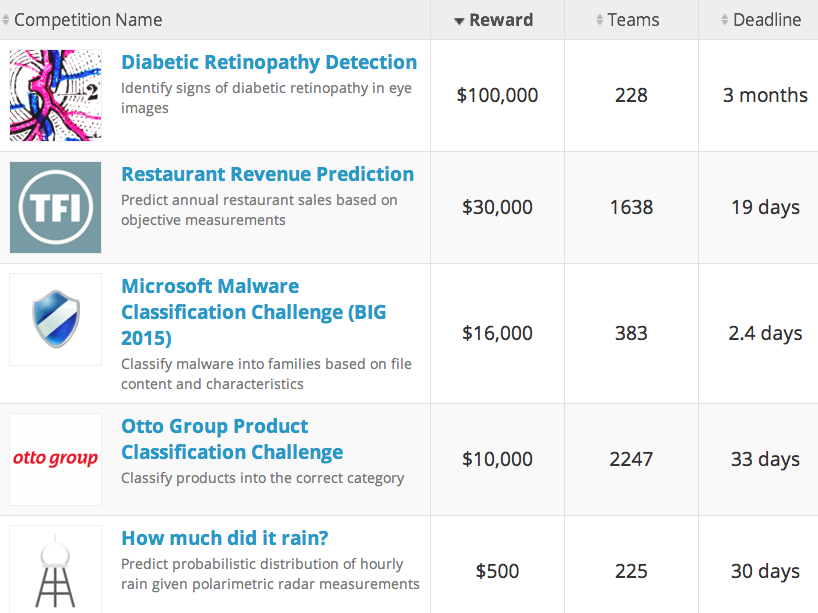 Competition Name Reward Teams Deadline
Diabetic Retinopathy Detection
Identify signs of diabetic retinopathy in eye
images
$100,000 228 3 months
2
TFI
Restaurant Revenue Prediction
Predict annual restaurant sales based on
objective measurements
$30,000 1638 19 days
Microsoft Malware
Classification Challenge (BIG
2015)
Classify malware into families based on file
content and characteristics
$16,000 383 2.4 days
otto group
Otto Group Product
Classification Challenge
Classify products into the correct category
$10,000 2247 33 days
How much did it rain?
Predict probabilistic distribution of hourly
rain given polarimetric radar measurements
$500 225 30 days